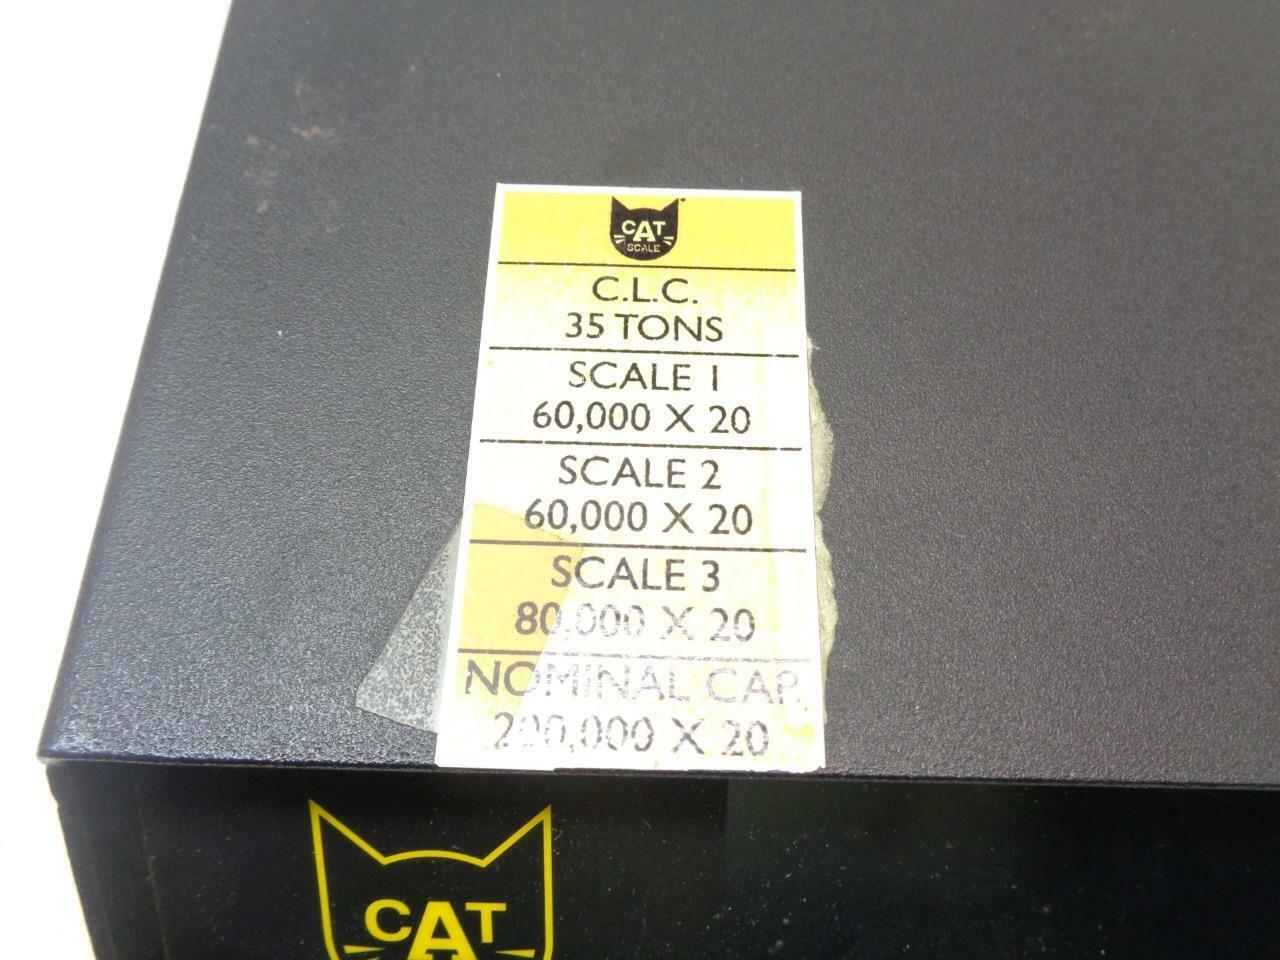 CAT
SCALE
C.L.C.
35 TONS
SCALE 1
60,000 X 20
SCALE 2
60,000 X 20
SCALE 3
80,000 X 20
NOMINAL CAP.
200,000 X 20
CAT